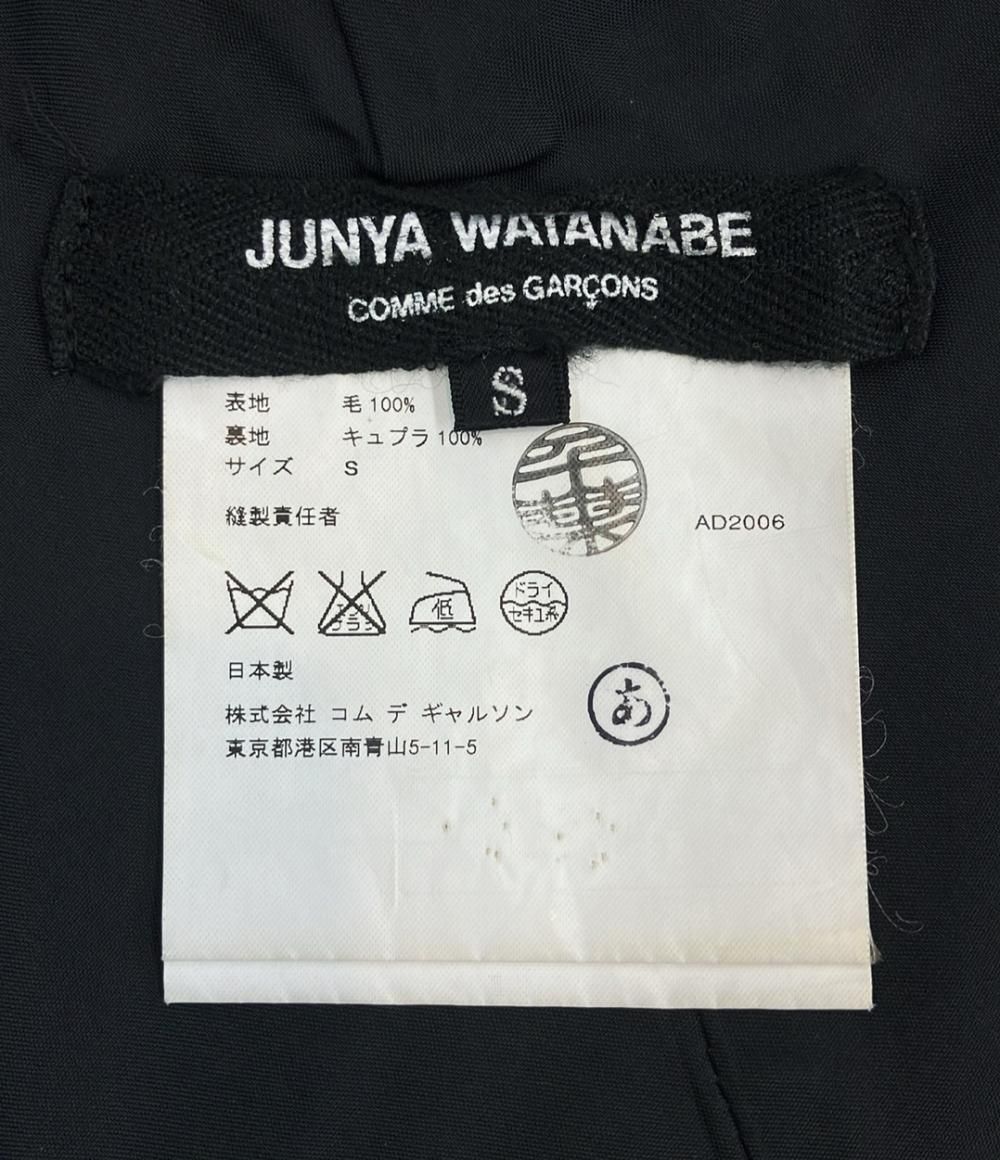 JUNYA WATANABE
COMME des GARÇONS
S
表地 毛 100%
裏地 キュプラ 100%
サイズ S
縫製責任者 千葉
AD2006
低
ドライ
セキユ系
日本製
あ
株式会社 コム デ ギャルソン
東京都港区南青山5-11-5